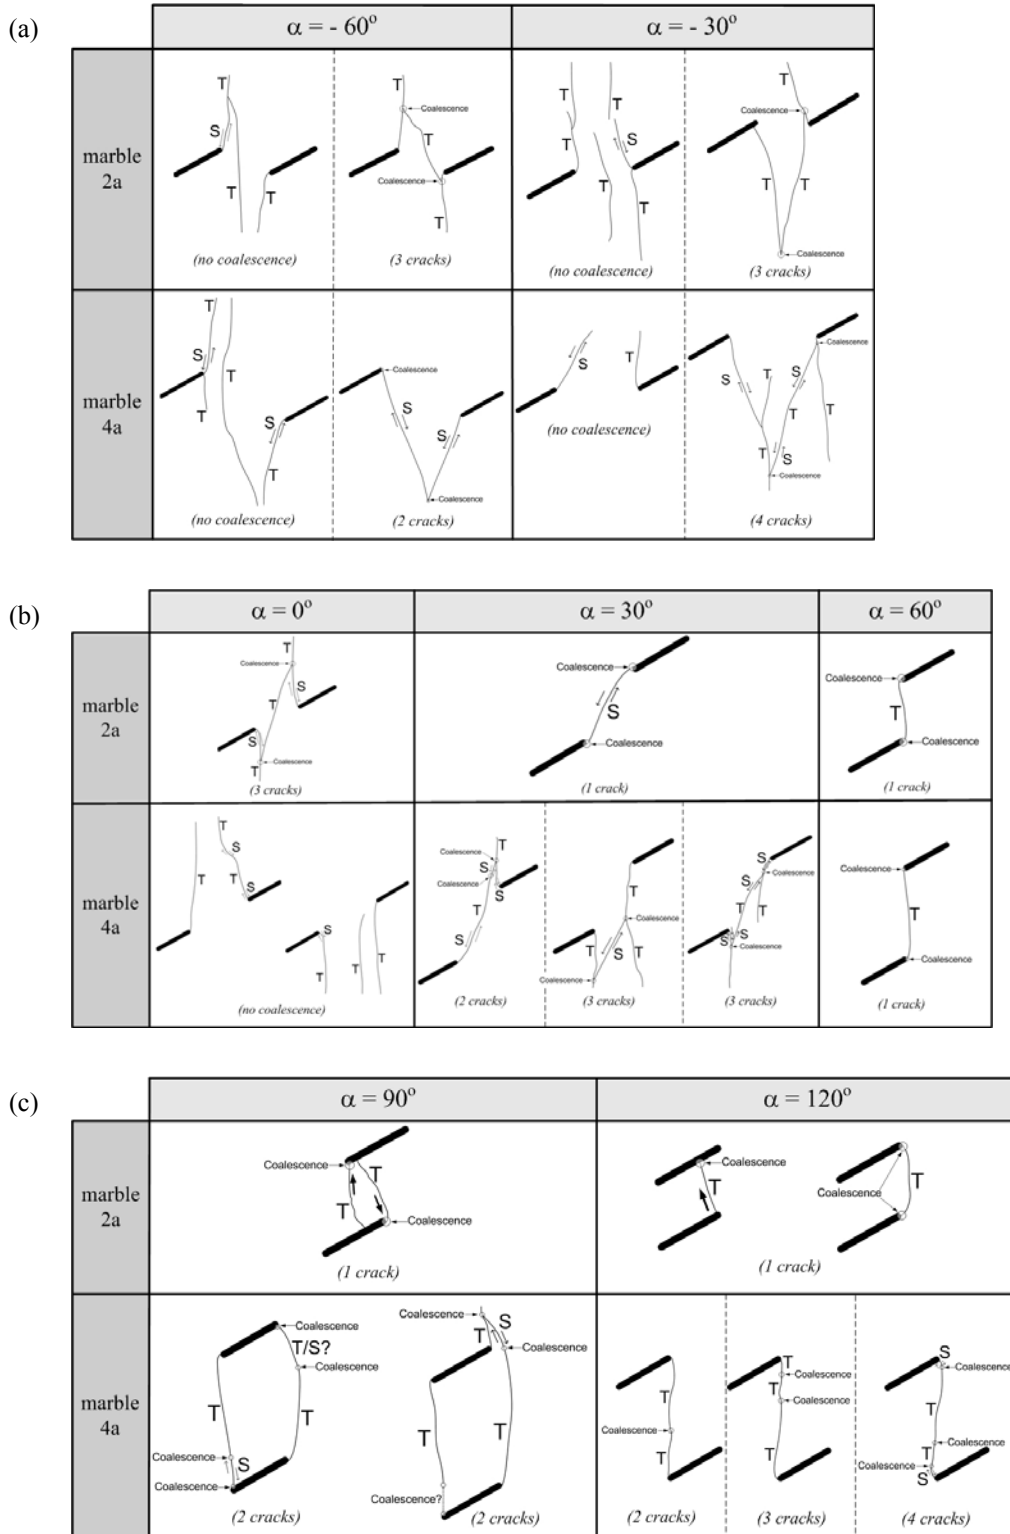 (a)
α = - 60° α = - 30°
marble 2a
T
S
T
T
(no coalescence)
T
Coalescence
T
Coalescence
T
(3 cracks)
T
T
T
S
T
T
(no coalescence)
T
Coalescence
T
T
Coalescence
(3 cracks)
marble 4a
T
S
T
T
S
T
(no coalescence)
Coalescence
S
S
Coalescence
(2 cracks)
S
T
(no coalescence)
Coalescence
S
T
S
T
T
T
S
Coalescence
(4 cracks)
(b)
α = 0° α = 30° α = 60°
marble 2a
T
Coalescence
S
T
S
Coalescence
T
(3 cracks)
Coalescence
S
Coalescence
(1 crack)
Coalescence
T
Coalescence
(1 crack)
marble 4a
T
S
T
T
S
S
T
T
T
(no coalescence)
T
Coalescence
S
Coalescence
S
T
S
(2 cracks)
T
Coalescence
T
S
T
Coalescence
(3 cracks)
S
Coalescence
S
T
T
S
S
Coalescence
(3 cracks)
Coalescence
T
Coalescence
(1 crack)
(c)
α = 90° α = 120°
marble 2a
Coalescence
T
T
Coalescence
(1 crack)
Coalescence
T
T
Coalescence
(1 crack)
marble 4a
Coalescence
T/S?
Coalescence
T
T
Coalescence
S
Coalescence
(2 cracks)
Coalescence
S
T
Coalescence
T
T
Coalescence?
(2 cracks)
T
Coalescence
T
(2 cracks)
T
Coalescence
T
Coalescence
T
(3 cracks)
S
Coalescence
T
Coalescence
T
Coalescence
S
(4 cracks)